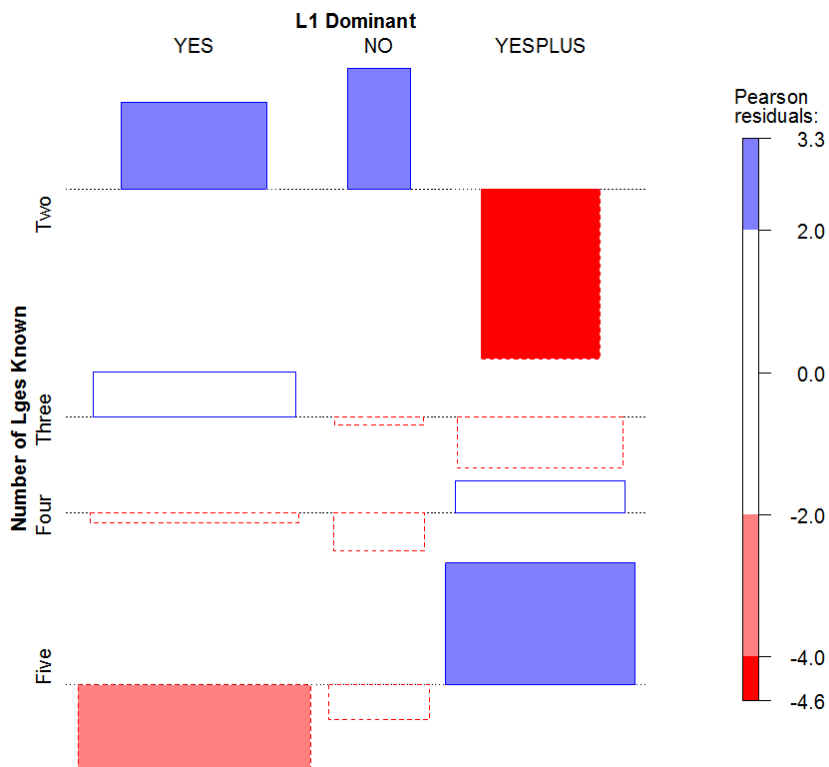 L1 Dominant
YES NO YESPLUS
Number of Lges Known
Two
Three
Four
Five
Pearson
residuals:
3.3
2.0
0.0
-2.0
-4.0
-4.6